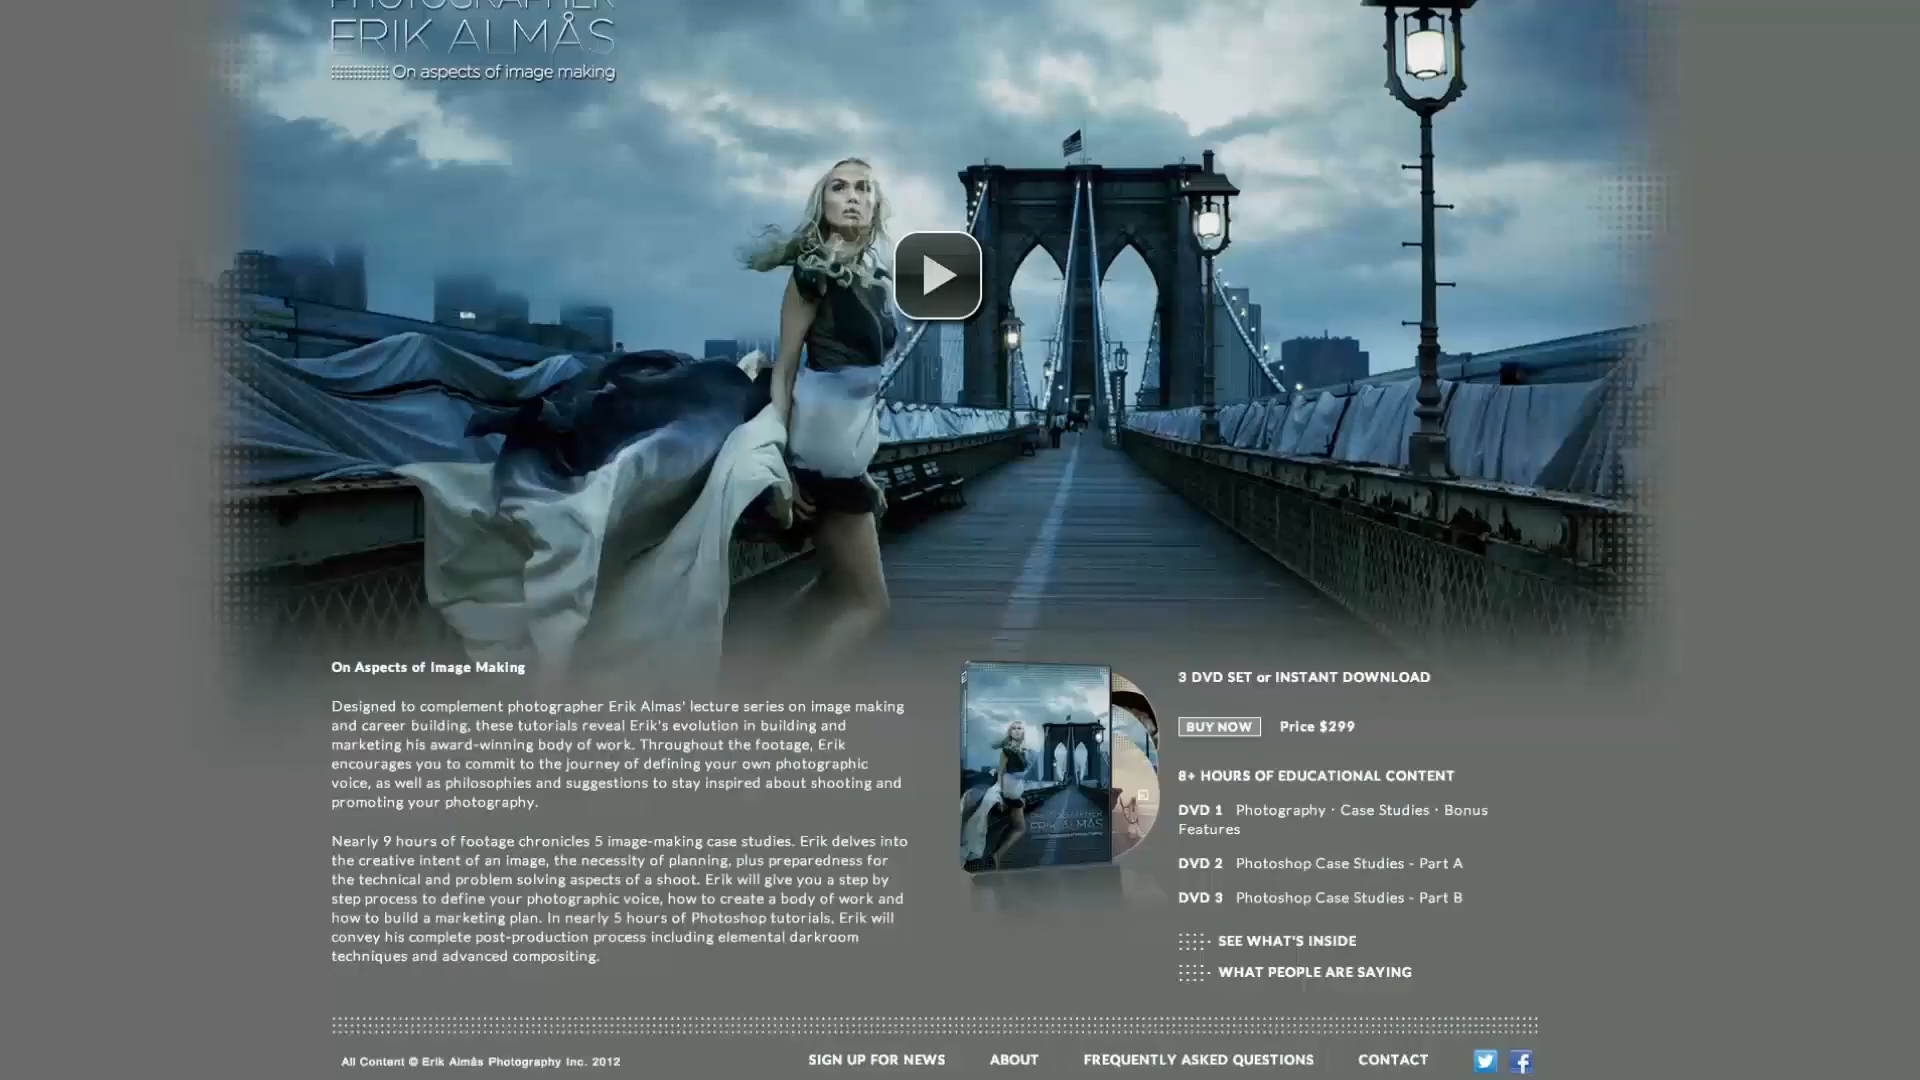 PHOTOGRAPHER
ERIK ALMÅS
On aspects of image making
On Aspects of Image Making
Designed to complement photographer Erik Almas' lecture series on image making
and career building, these tutorials reveal Erik's evolution in building and
marketing his award-winning body of work. Throughout the footage, Erik
encourages you to commit to the journey of defining your own photographic
voice, as well as philosophies and suggestions to stay inspired about shooting and
promoting your photography.
Nearly 9 hours of footage chronicles 5 image-making case studies. Erik delves into
the creative intent of an image, the necessity of planning, plus preparedness for
the technical and problem solving aspects of a shoot. Erik will give you a step by
step process to define your photographic voice, how to create a body of work and
how to build a marketing plan. In nearly 5 hours of Photoshop tutorials, Erik will
convey his complete post-production process including elemental darkroom
techniques and advanced compositing.
ERIK ALMÅS
3 DVD SET or INSTANT DOWNLOAD
BUY NOW Price $299
8+ HOURS OF EDUCATIONAL CONTENT
DVD 1 Photography · Case Studies · Bonus
Features
DVD 2 Photoshop Case Studies - Part A
DVD 3 Photoshop Case Studies - Part B
SEE WHAT'S INSIDE
WHAT PEOPLE ARE SAYING
All Content © Erik Almås Photography Inc. 2012
SIGN UP FOR NEWS ABOUT FREQUENTLY ASKED QUESTIONS CONTACT